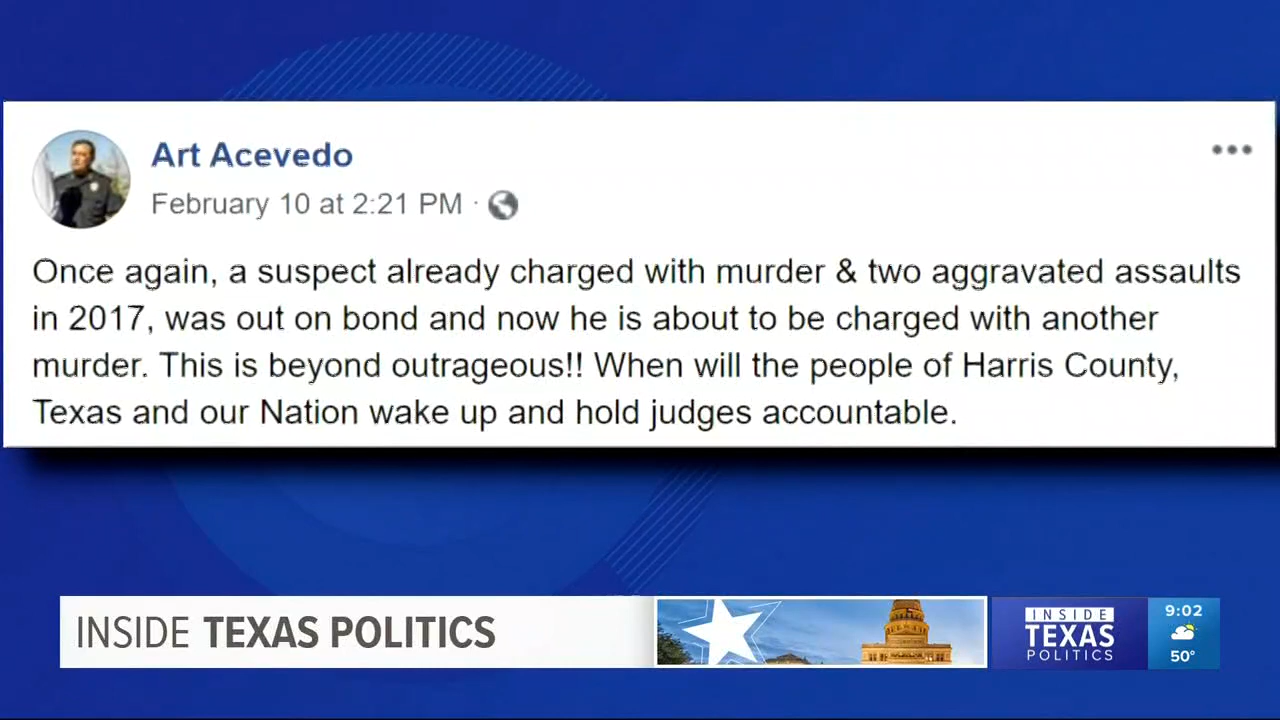 Art Acevedo
•••
February 10 at 2:21 PM ·
Once again, a suspect already charged with murder & two aggravated assaults
in 2017, was out on bond and now he is about to be charged with another
murder. This is beyond outrageous!! When will the people of Harris County,
Texas and our Nation wake up and hold judges accountable.
INSIDE TEXAS POLITICS
INSIDE
TEXAS
POLITICS
9:02
50°